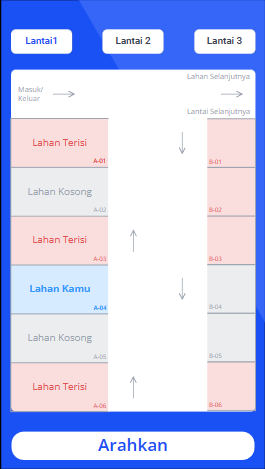 Lantai1 Lantai 2 Lantai 3
Lahan Selanjutnya
Masuk/
Keluar
Lantai Selanjutnya
Lahan Terisi
A-01 B-01
Lahan Kosong
A-02 B-02
Lahan Terisi
A-03 B-03
Lahan Kamu
A-04 B-04
Lahan Kosong
A-05 B-05
Lahan Terisi
A-06 B-06
Arahkan